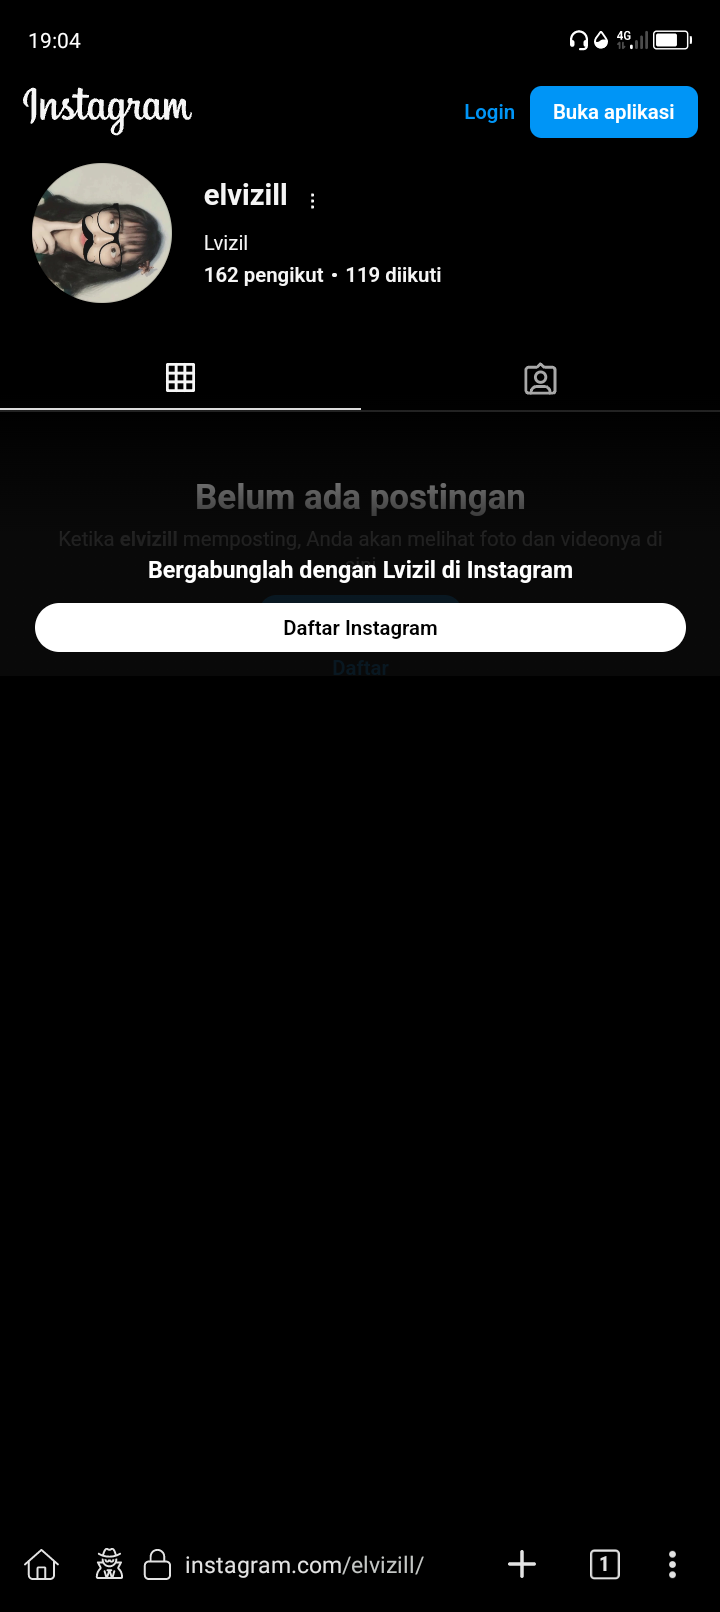 19:04
4G
Instagram
Login
Buka aplikasi
elvizill
Lvizil
162 pengikut • 119 diikuti
Belum ada postingan
Ketika elvizill memposting, Anda akan melihat foto dan videonya di
Bergabunglah dengan Lvizil di Instagram
Daftar Instagram
Daftar
1
instagram.com/elvizill/